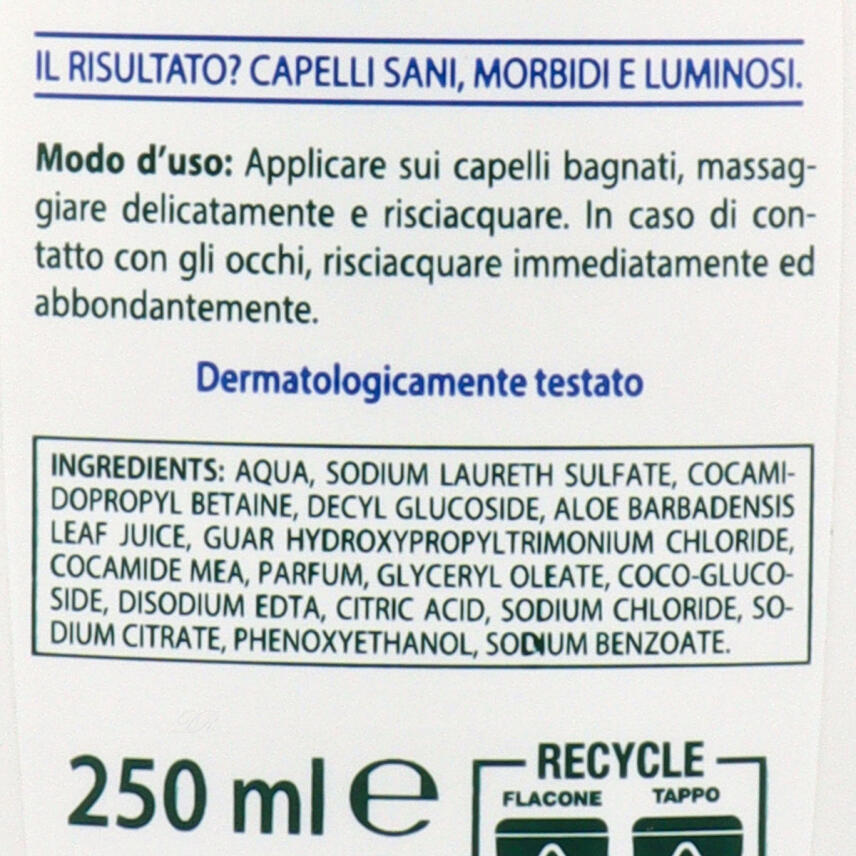 IL RISULTATO? CAPELLI SANI, MORBIDI E LUMINOSI.
Modo d'uso: Applicare sui capelli bagnati, massag-
giare delicatamente e risciacquare. In caso di con-
tatto con gli occhi, risciacquare immediatamente ed
abbondantemente.
Dermatologicamente testato
INGREDIENTS: AQUA, SODIUM LAURETH SULFATE, COCAMI-
DOPROPYL BETAINE, DECYL GLUCOSIDE, ALOE BARBADENSIS
LEAF JUICE, GUAR HYDROXYPROPYLTRIMONIUM CHLORIDE,
COCAMIDE MEA, PARFUM, GLYCERYL OLEATE, COCO-GLUCO-
SIDE, DISODIUM EDTA, CITRIC ACID, SODIUM CHLORIDE, SO-
DIUM CITRATE, PHENOXYETHANOL, SODIUM BENZOATE.
250 ml e
RECYCLE
FLACONE TAPPO